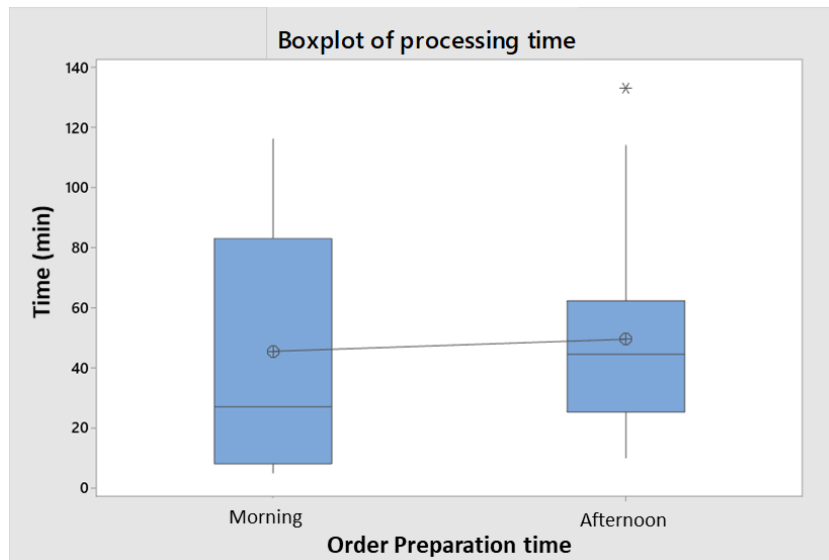 Boxplot of processing time
140
120
100
80
60
40
20
0
Time (min)
Morning
Afternoon
Order Preparation time